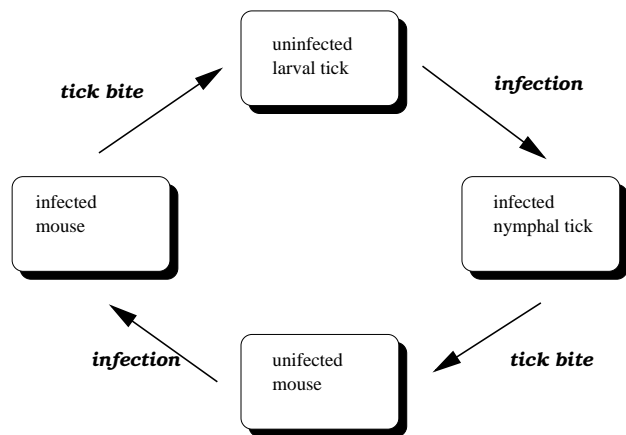 uninfected
larval tick
tick bite
infection
infected
mouse
infected
nymphal tick
infection
unifected
mouse
tick bite